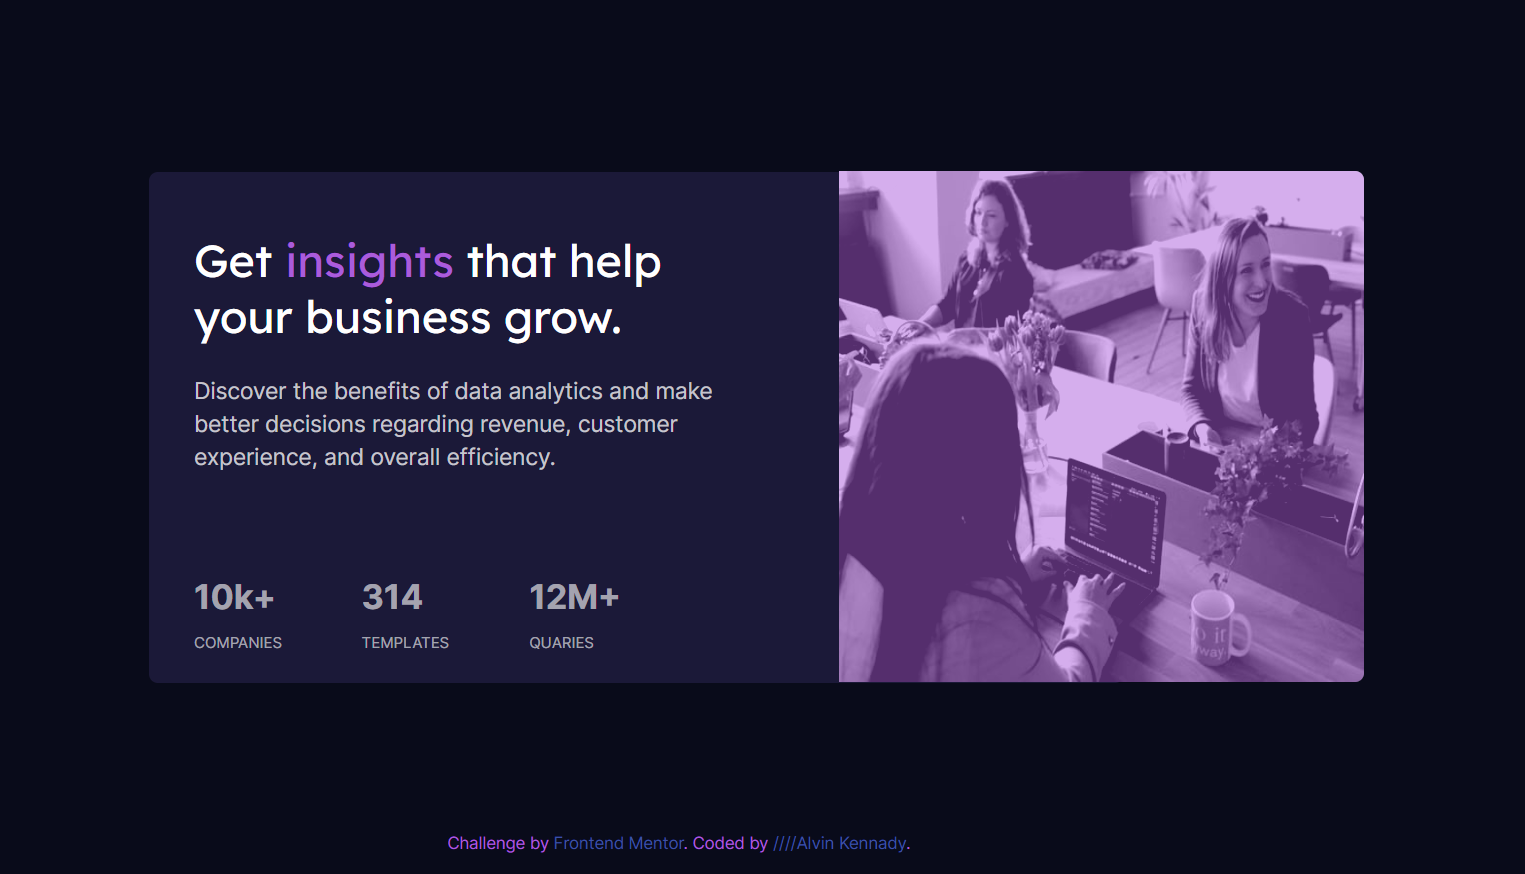 Get insights that help
your business grow.
Discover the benefits of data analytics and make
better decisions regarding revenue, customer
experience, and overall efficiency.
10k+ 314 12M+
COMPANIES TEMPLATES QUARIES
Challenge by Frontend Mentor. Coded by ////Alvin Kennady.